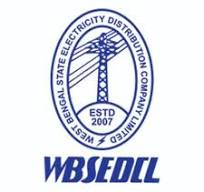 WEST BENGAL STATE ELECTRICITY DISTRIBUTION COMPANY LIMITED
ESTD
2007
WBSEDCL